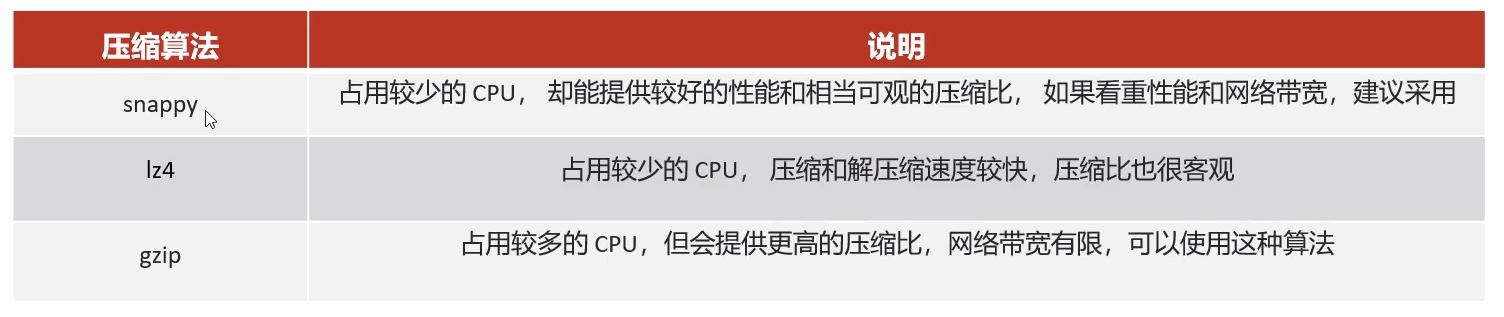 压缩算法 说明
snappy 占用较少的 CPU， 却能提供较好的性能和相当可观的压缩比， 如果看重性能和网络带宽，建议采用
lz4 占用较少的 CPU， 压缩和解压缩速度较快，压缩比也很客观
gzip 占用较多的 CPU，但会提供更高的压缩比，网络带宽有限，可以使用这种算法